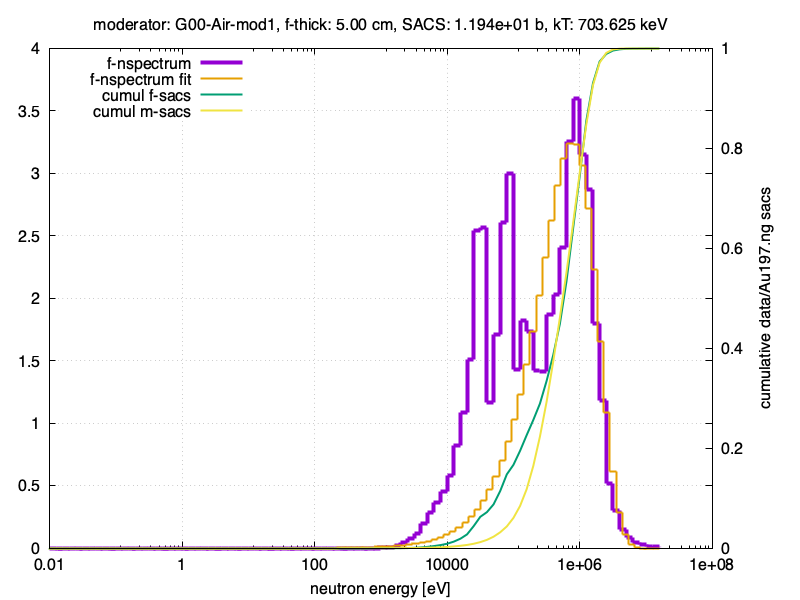 moderator: G00-Air-mod1, f-thick: 5.00 cm, SACS: 1.194e+01 b, kT: 703.625 keV
f-nspectrum
f-nspectrum fit
cumul f-sacs
cumul m-sacs
4
3.5
3
2.5
2
1.5
1
0.5
0
1
0.8
0.6
0.4
0.2
0
cumulative data/Au197.ng sacs
0.01
1
100
10000
1e+06
1e+08
neutron energy [eV]